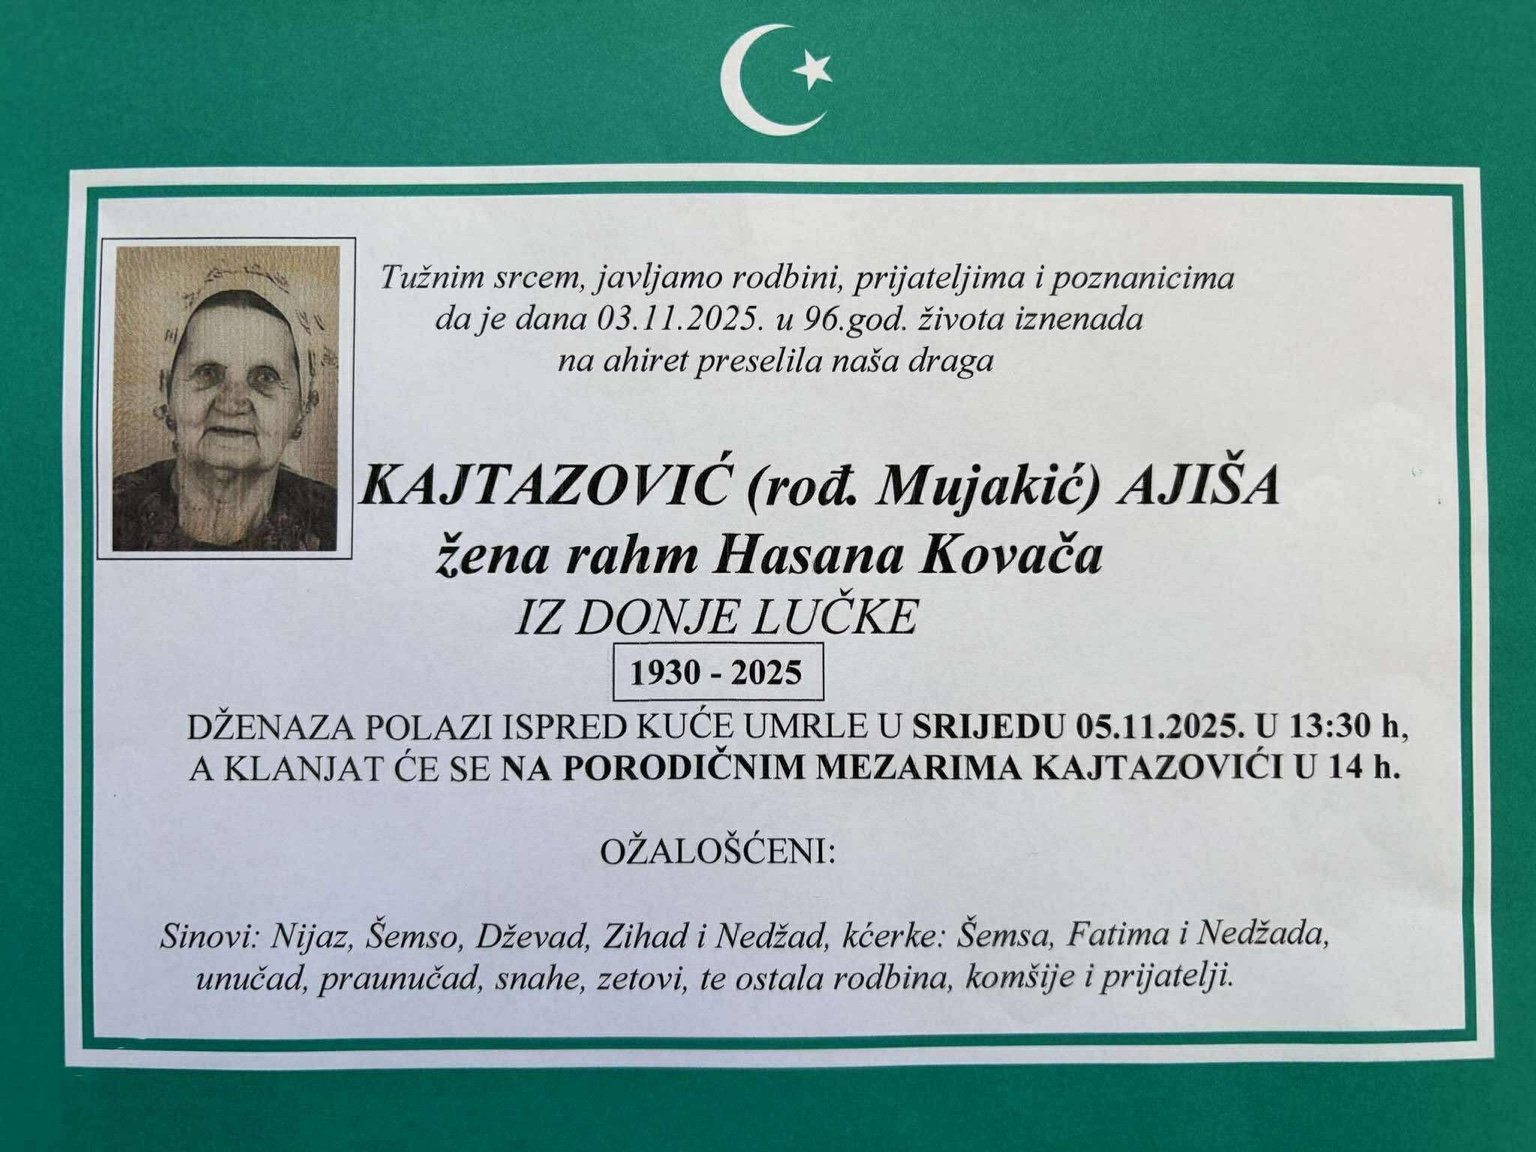 Tužnim srcem, javljamo rodbini, prijateljima i poznanicima
da je dana 03.11.2025. u 96.god. života iznenada
na ahiret preselila naša draga
KAJTAZOVIĆ (rođ. Mujakić) AJIŠA
žena rahm Hasana Kovača
IZ DONJE LUČKE
1930 - 2025
DŽENAZA POLAZI ISPRED KUĆE UMRLE U SRIJEDU 05.11.2025. U 13:30 h,
A KLANJAT ĆE SE NA PORODIČNIM MEZARIMA KAJTAZOVIĆI U 14 h.
OŽALOŠĆENI:
Sinovi: Nijaz, Šemso, Dževad, Zihad i Nedžad, kćerke: Šemsa, Fatima i Nedžada,
unučad, praunučad, snahe, zetovi, te ostala rodbina, komšije i prijatelji.